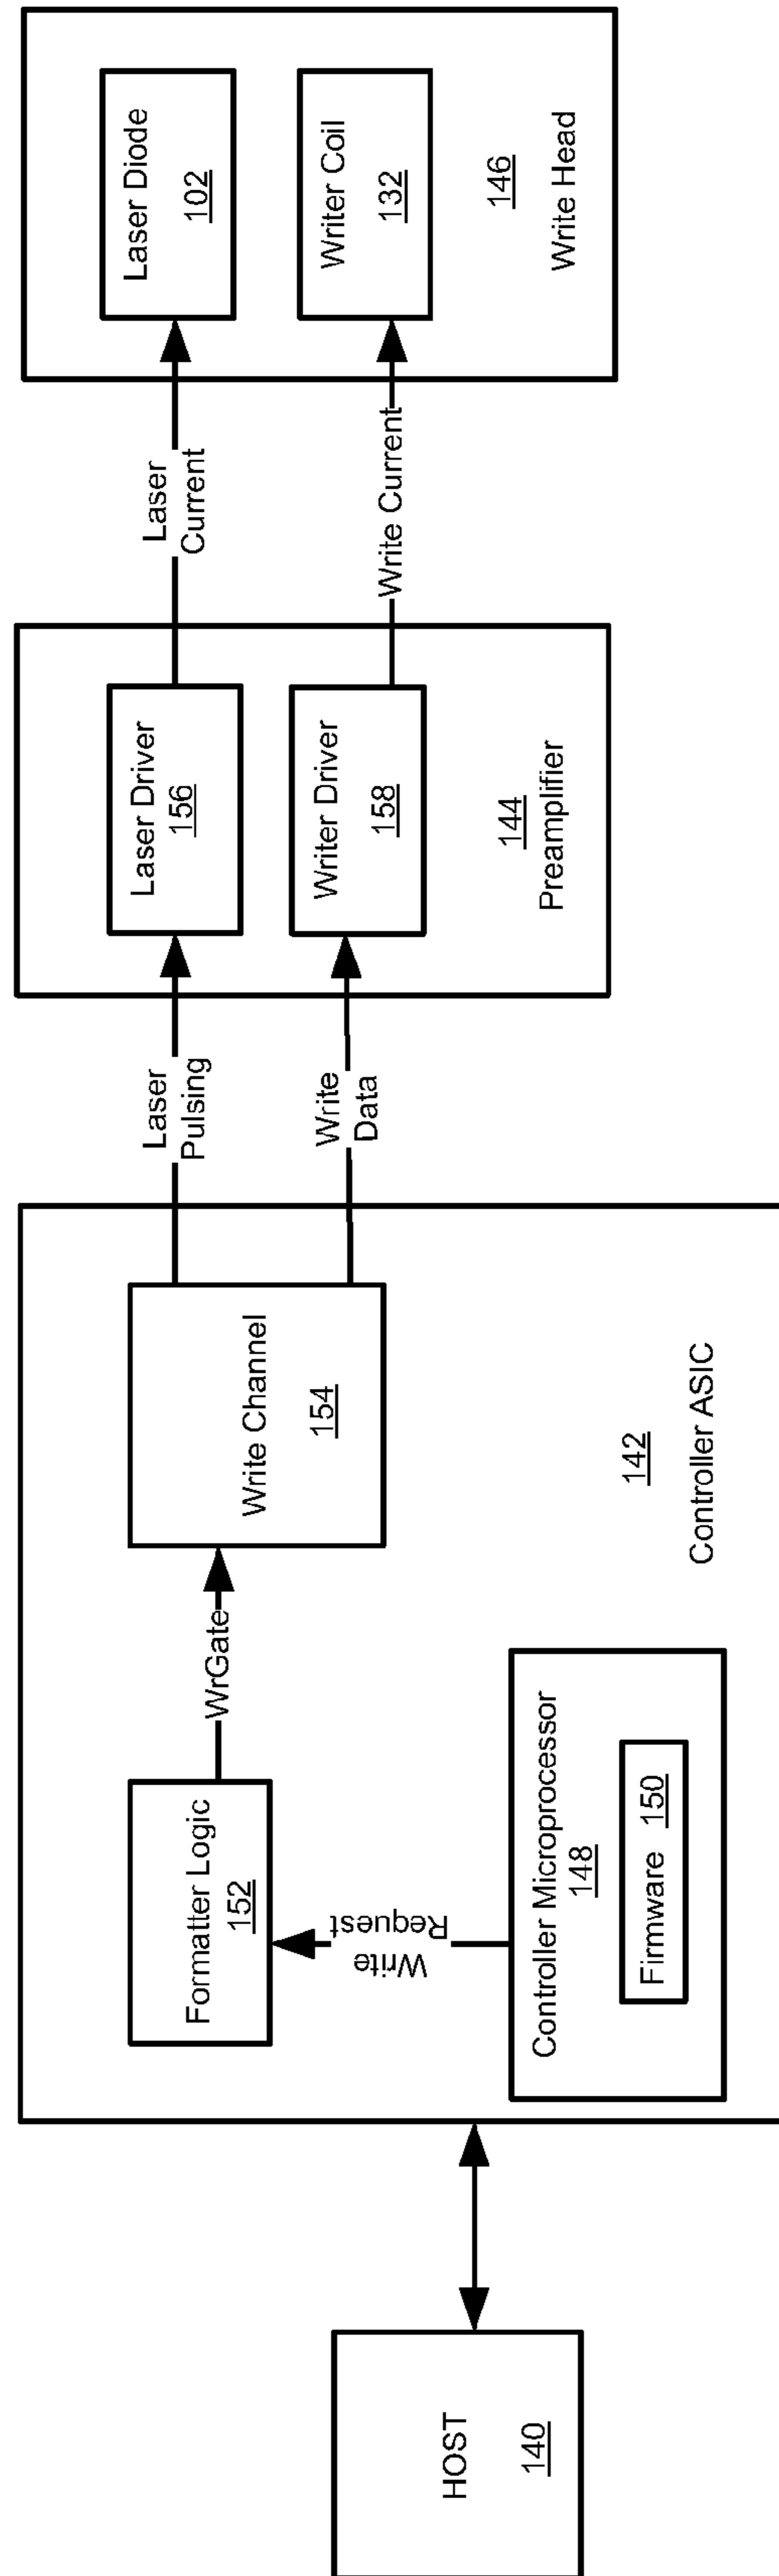 HOST
140
Formatter Logic
152
Write
Request
Controller Microprocessor
148
Firmware 150
WrGate
Write Channel
154
142
Controller ASIC
Laser
Pulsing
Write
Data
Laser Driver
156
Writer Driver
158
144
Preamplifier
Laser
Current
Write Current
Laser Diode
102
Writer Coil
132
146
Write Head